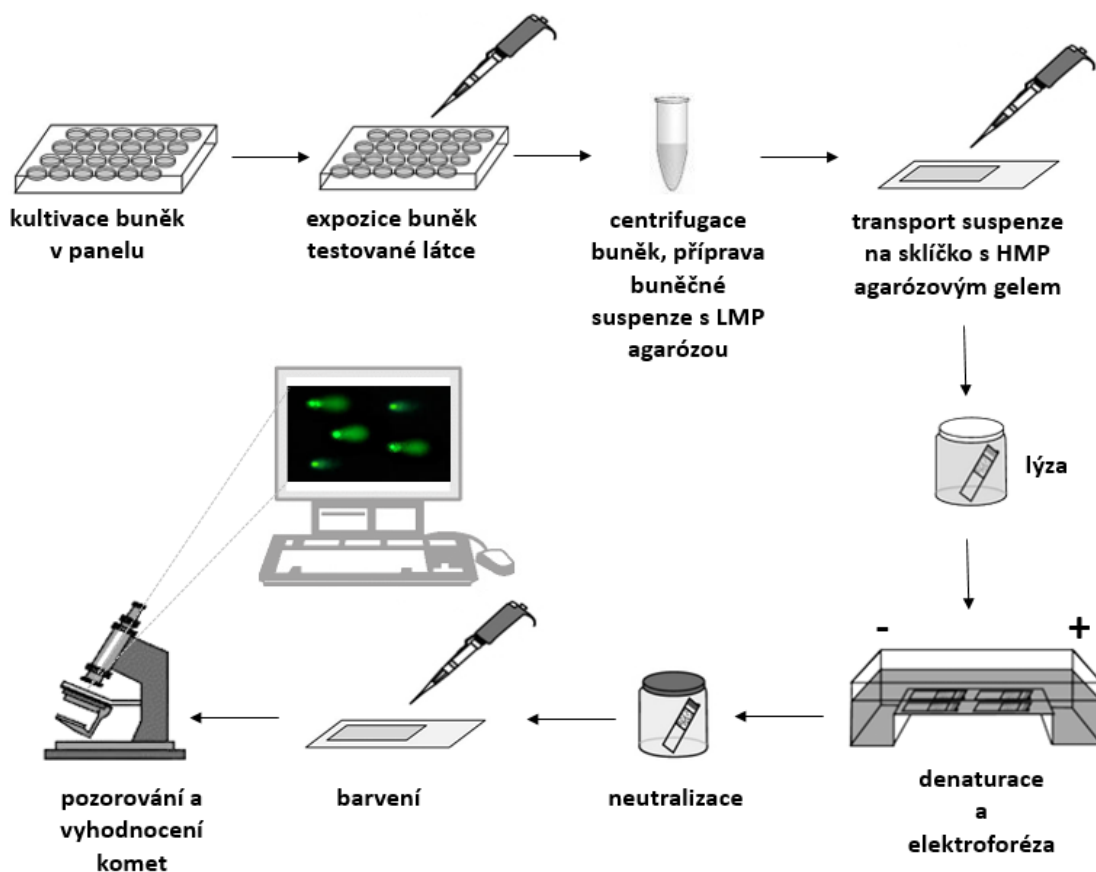 kultivace buněk
v panelu
expozice buněk
testované látce
centrifugace
buněk, příprava
buněčné
suspenze s LMP
agarózou
transport suspenze
na sklíčko s HMP
agarózovým gelem
lýza
-
+
denaturace
a
elektroforéza
neutralizace
barvení
pozorování a
vyhodnocení
komet